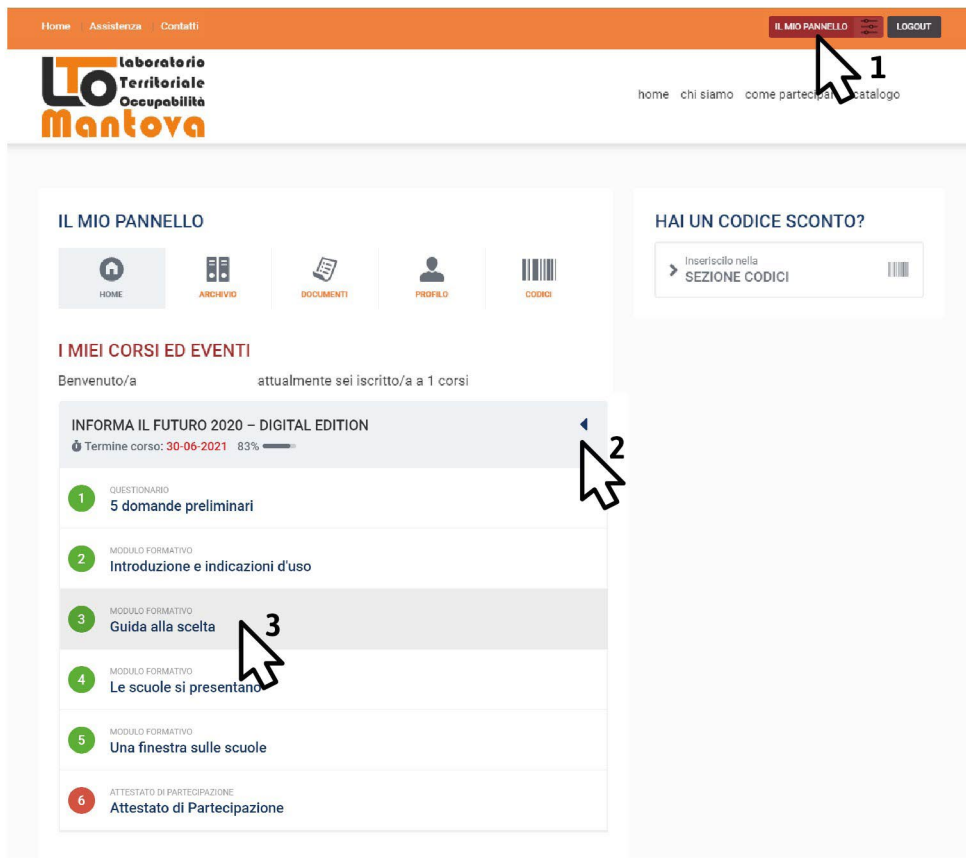 Home Assistenza Contatti
IL MIO PANNELLO LOGOUT
1
Laboratorio
Territoriale
Occupabilità
LTO
Mantova
home chi siamo come partecipare catalogo
IL MIO PANNELLO
HOME ARCHIVIO DOCUMENTI PROFILO CODICI
HAI UN CODICE SCONTO?
Inseriscilo nella
SEZIONE CODICI
I MIEI CORSI ED EVENTI
Benvenuto/a attualmente sei iscritto/a a 1 corsi
INFORMA IL FUTURO 2020 – DIGITAL EDITION
Termine corso: 30-06-2021 83%
2
1 QUESTIONARIO
5 domande preliminari
2 MODULO FORMATIVO
Introduzione e indicazioni d'uso
3 MODULO FORMATIVO
Guida alla scelta
3
4 MODULO FORMATIVO
Le scuole si presentano
5 MODULO FORMATIVO
Una finestra sulle scuole
6 ATTESTATO DI PARTECIPAZIONE
Attestato di Partecipazione